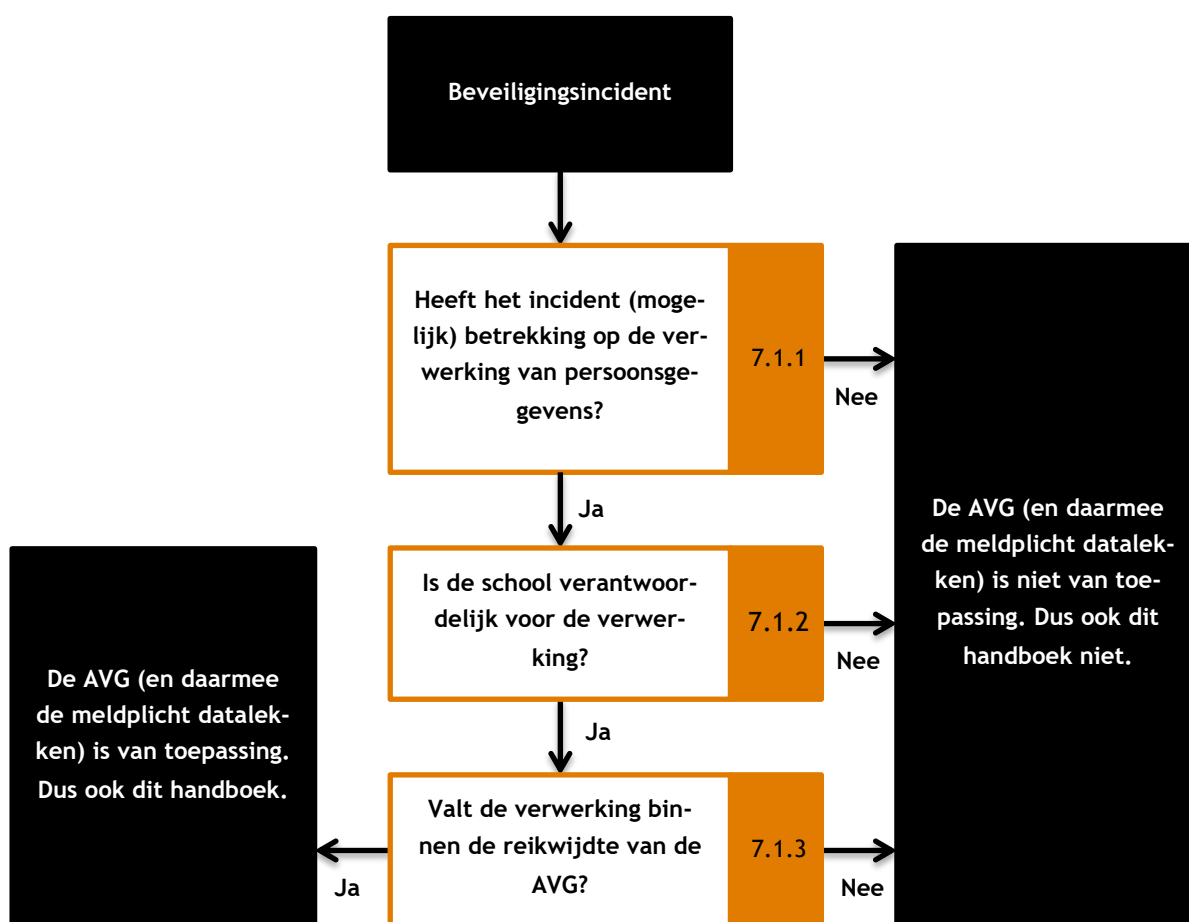 Beveiligingsincident
Heeft het incident (moge-
lijk) betrekking op de ver-
werking van persoonsge-
gevens?
7.1.1
Nee
Ja
Is de school verantwoor-
delijk voor de verwer-
king?
7.1.2
Nee
Ja
Valt de verwerking bin-
nen de reikwijdte van de
AVG?
7.1.3
Nee
Ja
De AVG (en daarmee
de meldplicht datalek-
ken) is van toepassing.
Dus ook dit handboek.
De AVG (en daarmee
de meldplicht datalek-
ken) is niet van toe-
passing. Dus ook dit
handboek niet.